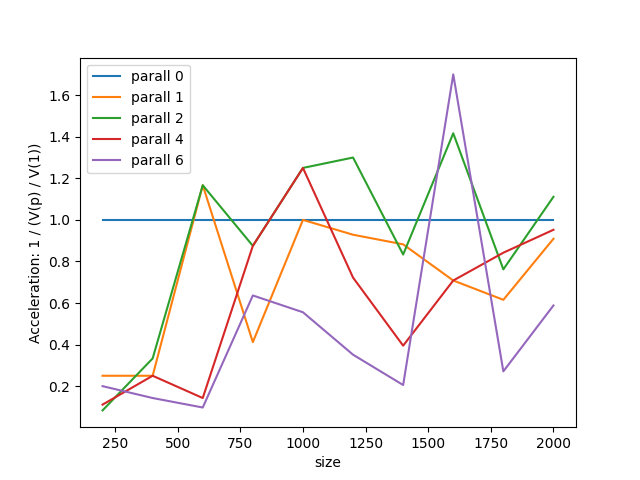 parall 0
parall 1
parall 2
parall 4
parall 6
Acceleration: 1 / (V(p) / V(1))
1.6
1.4
1.2
1.0
0.8
0.6
0.4
0.2
250 500 750 1000 1250 1500 1750 2000
size